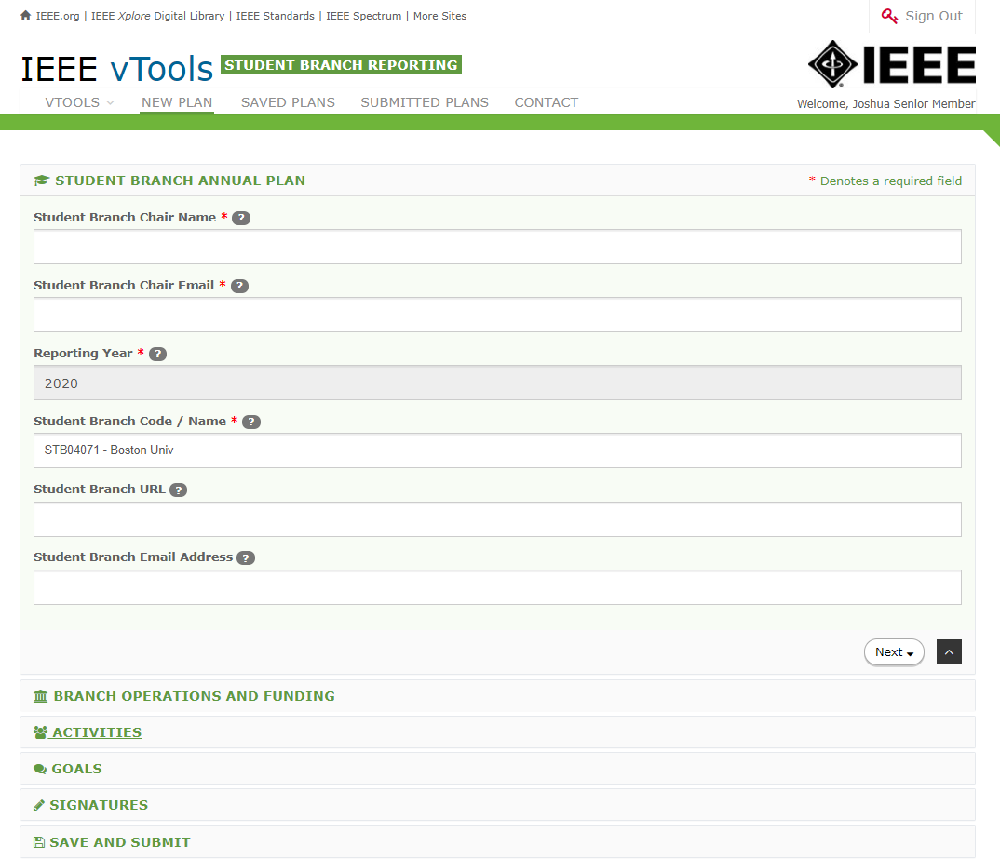 IEEE.org | IEEE Xplore Digital Library | IEEE Standards | IEEE Spectrum | More Sites
Sign Out
IEEE vTools STUDENT BRANCH REPORTING
IEEE
VTOOLS NEW PLAN SAVED PLANS SUBMITTED PLANS CONTACT
Welcome, Joshua Senior Member
STUDENT BRANCH ANNUAL PLAN
* Denotes a required field
Student Branch Chair Name * ?
Student Branch Chair Email * ?
Reporting Year * ?
2020
Student Branch Code / Name * ?
STB04071 - Boston Univ
Student Branch URL ?
Student Branch Email Address ?
Next
BRANCH OPERATIONS AND FUNDING
ACTIVITIES
GOALS
SIGNATURES
SAVE AND SUBMIT